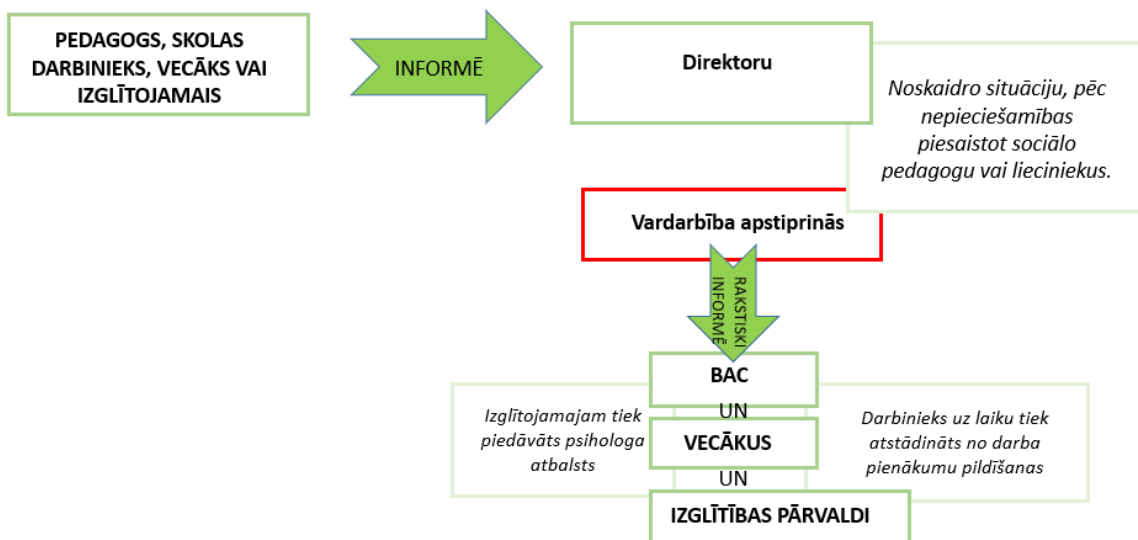 PEDAGOGS, SKOLAS
DARBINIEKS, VECĀKS VAI
IZGLĪTOJAMAIS
INFORMĒ
Direktoru
Noskaidro situāciju, pēc
nepieciešamības
piesaistot sociālo
pedagogu vai lieciniekus.
Vardarbība apstiprinās
RAKSTISKI
INFORMĒ
BAC
UN
Izglītojamajam tiek
piedāvāts psihologa
atbalsts
VECĀKUS
Darbinieks uz laiku tiek
atstādināts no darba
pienākumu pildīšanas
UN
IZGLĪTĪBAS PĀRVALDI